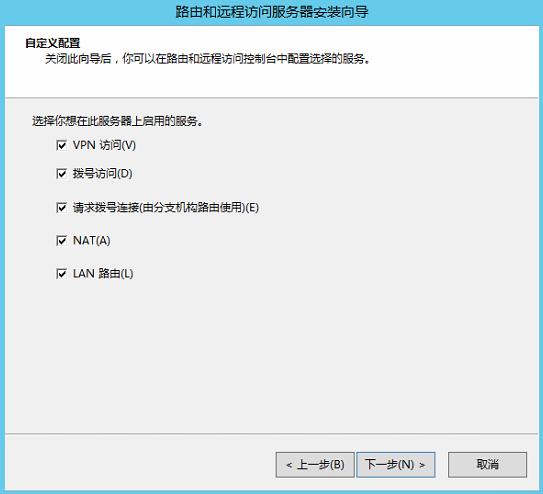 路由和远程访问服务器安装向导
自定义配置
关闭此向导后，你可以在路由和远程访问控制台中配置选择的服务。
选择你想在此服务器上启用的服务。
VPN 访问(V)
拨号访问(D)
请求拨号连接(由分支机构路由使用)(E)
NAT(A)
LAN 路由(L)
< 上一步(B) 下一步(N) > 取消